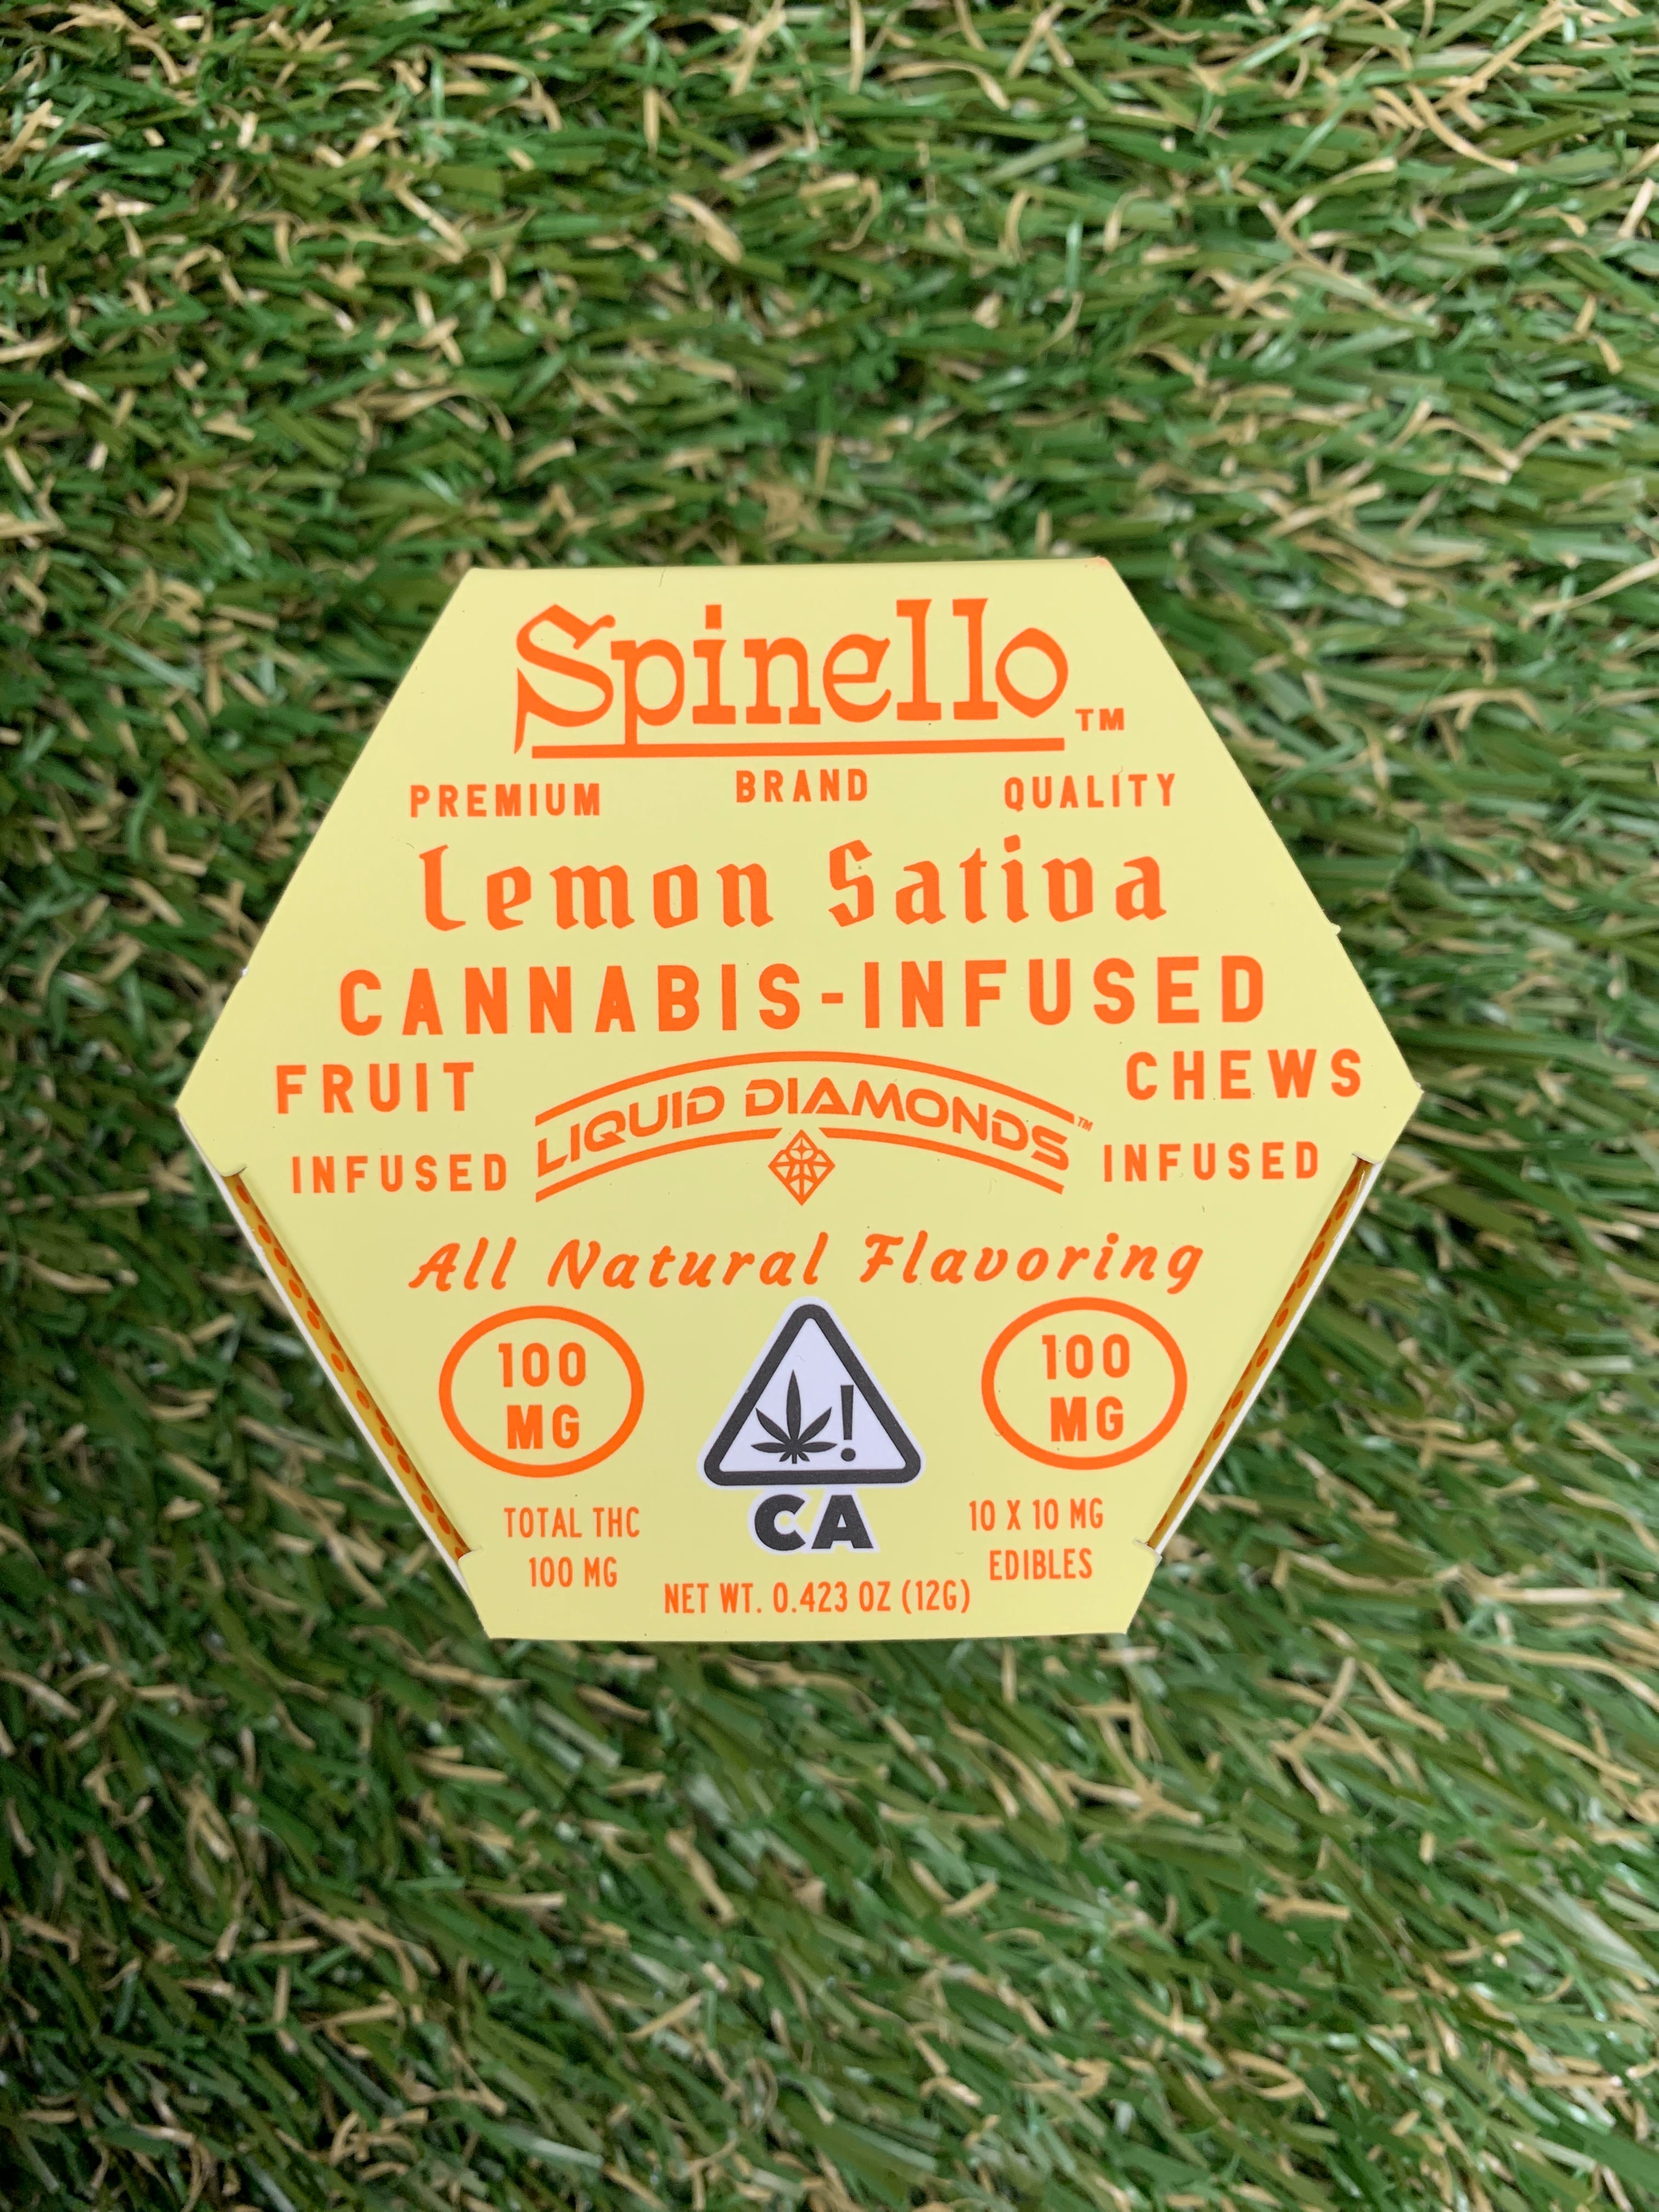 Spinello™
PREMIUM BRAND QUALITY
Lemon Sativa
CANNABIS-INFUSED
FRUIT CHEWS
LIQUID DIAMONDS™
INFUSED INFUSED
All Natural Flavoring
100 MG 100 MG
CA
TOTAL THC 100 MG
10 X 10 MG EDIBLES
NET WT. 0.423 OZ (12G)